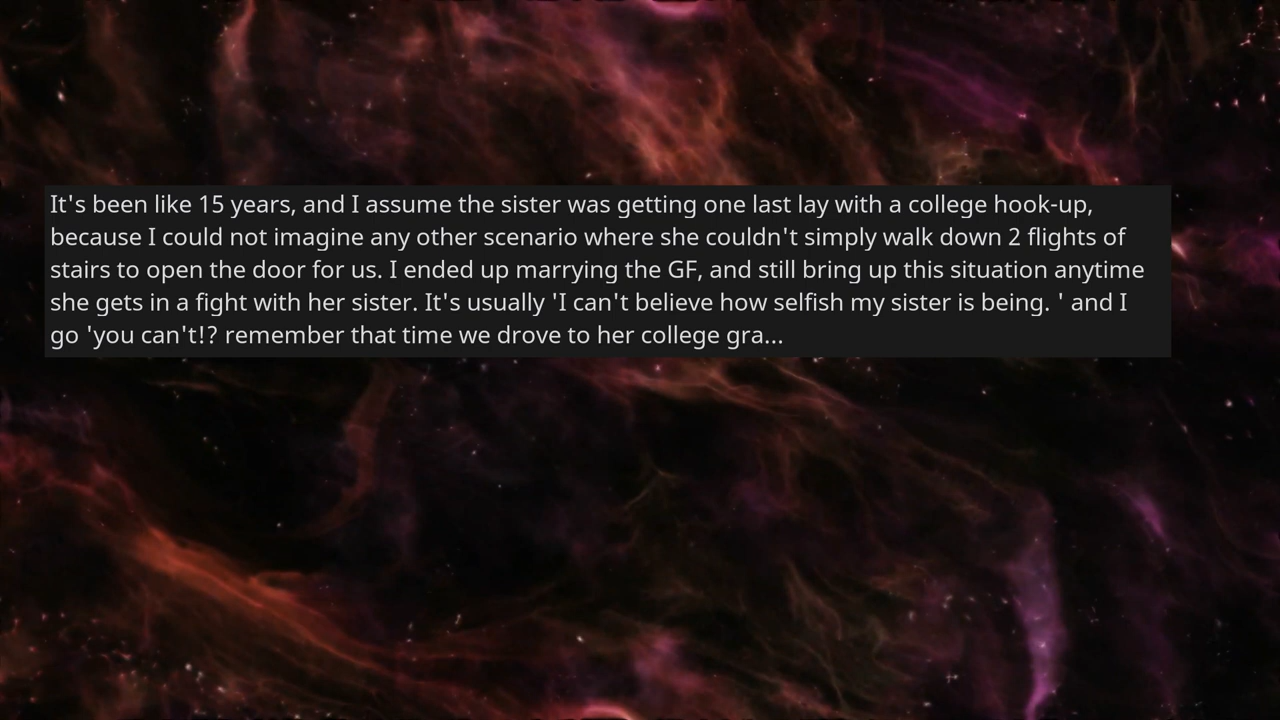 It's been like 15 years, and I assume the sister was getting one last lay with a college hook-up,
because I could not imagine any other scenario where she couldn't simply walk down 2 flights of
stairs to open the door for us. I ended up marrying the GF, and still bring up this situation anytime
she gets in a fight with her sister. It's usually 'I can't believe how selfish my sister is being. ' and I
go 'you can't!? remember that time we drove to her college gra...